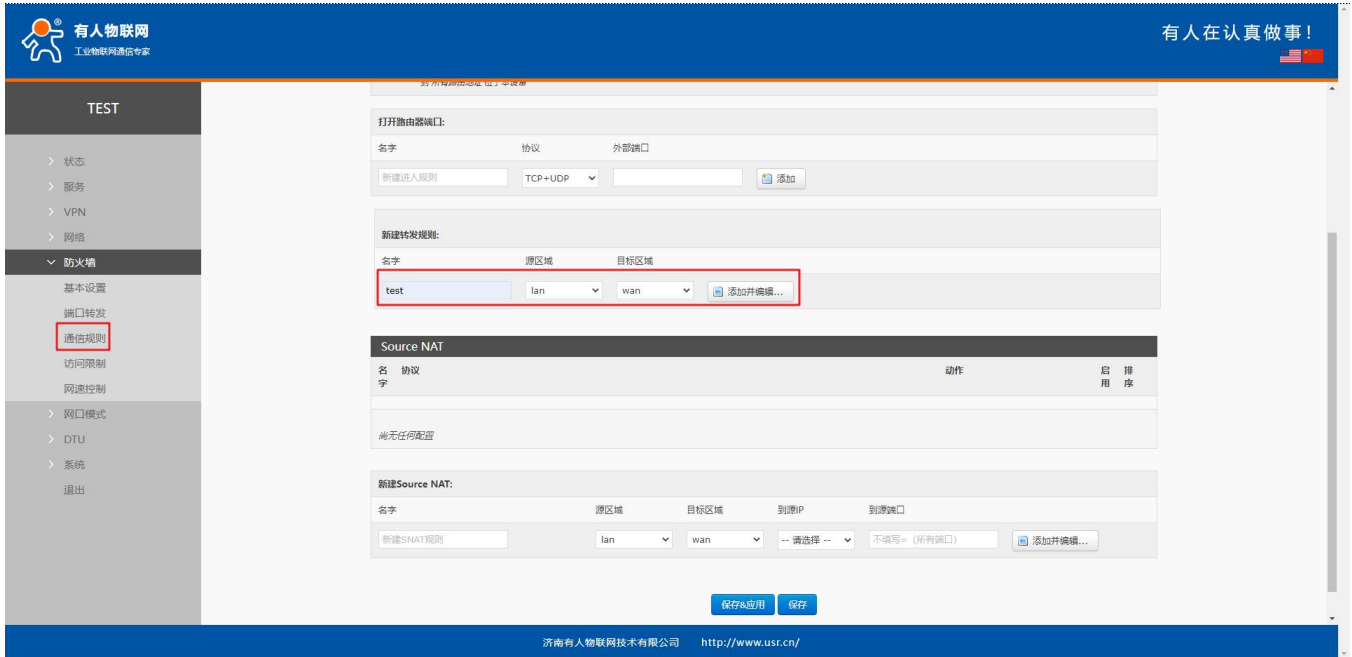 有人物联网
工业物联网通信专家
有人在认真做事！
TEST
状态
服务
VPN
网络
防火墙
基本设置
端口转发
通信规则
访问限制
网速控制
网口模式
DTU
系统
退出
打开路由器端口:
名字 协议 外部端口
新建进入规则 TCP+UDP 添加
新建转发规则:
名字 源区域 目标区域
test lan wan 添加并编辑...
Source NAT
名字 协议 动作 启用 排序
尚无任何配置
新建Source NAT:
名字 源区域 目标区域 到源IP 到源端口
新建SNAT规则 lan wan -- 请选择 -- 不填写=（所有端口） 添加并编辑...
保存&应用 保存
济南有人物联网技术有限公司 http://www.usr.cn/